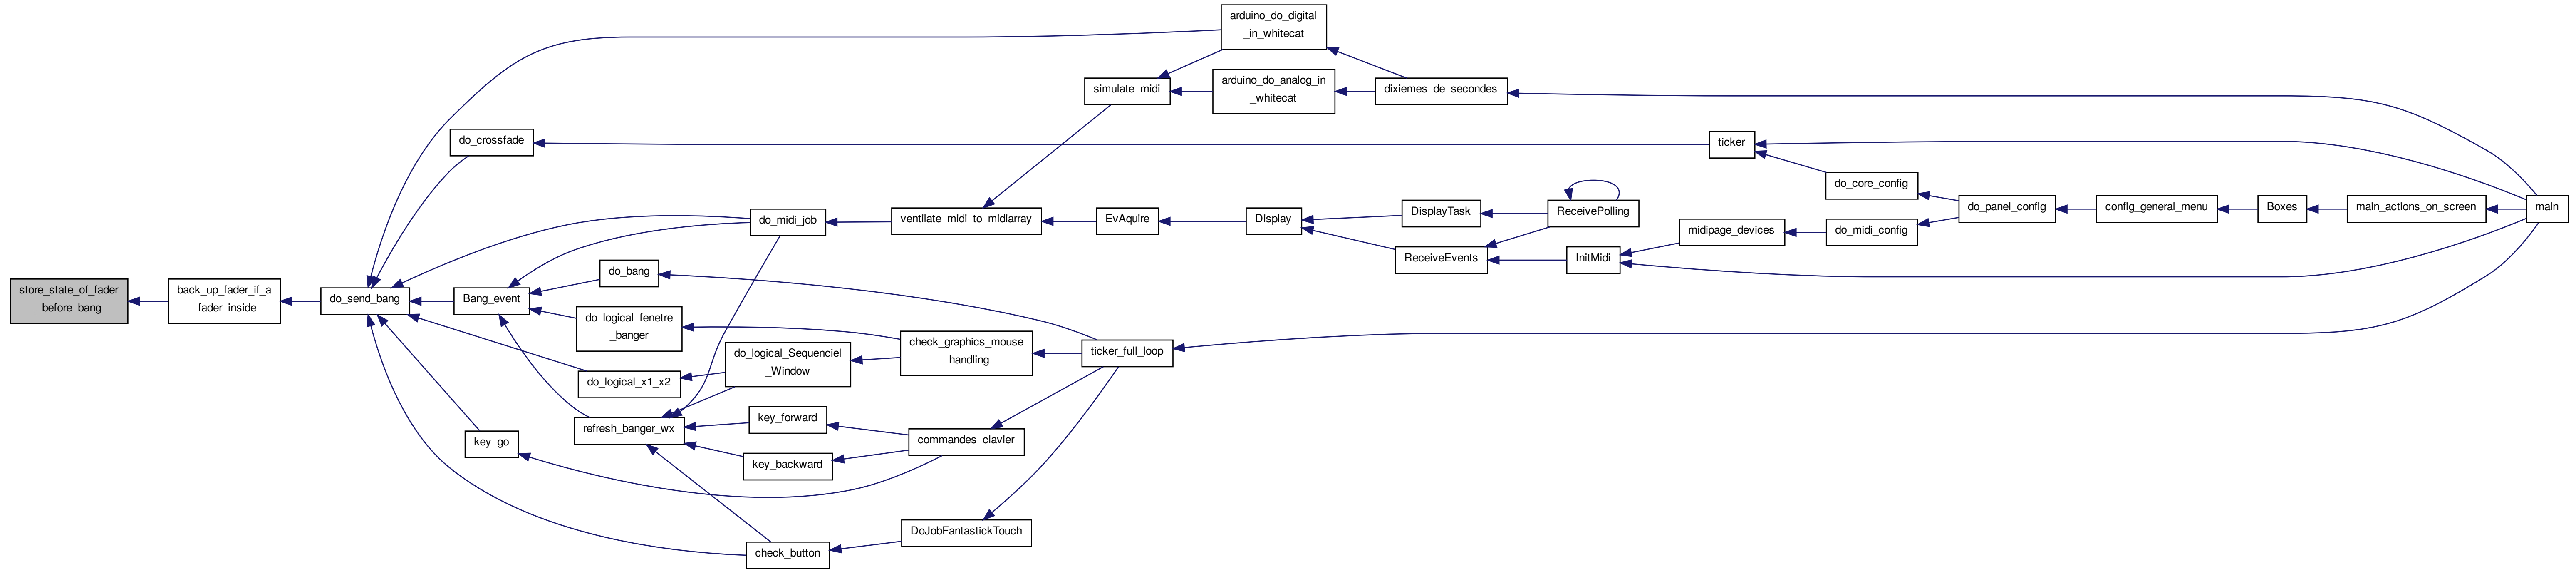 store_state_of_fader
_before_bang
back_up_fader_if_a
_fader_inside
do_send_bang
arduino_do_digital
_in_whitecat
simulate_midi
arduino_do_analog_in
_whitecat
dixiemes_de_secondes
do_crossfade
ticker
do_core_config
do_midi_job
ventilate_midi_to_midiarray
EvAquire
Display
DisplayTask
ReceivePolling
ReceiveEvents
InitMidi
midipage_devices
do_midi_config
do_panel_config
config_general_menu
Boxes
main_actions_on_screen
main
Bang_event
do_bang
do_logical_fenetre
_banger
check_graphics_mouse
_handling
ticker_full_loop
do_logical_x1_x2
do_logical_Sequenciel
_Window
refresh_banger_wx
key_forward
key_go
key_backward
commandes_clavier
check_button
DoJobFantastickTouch